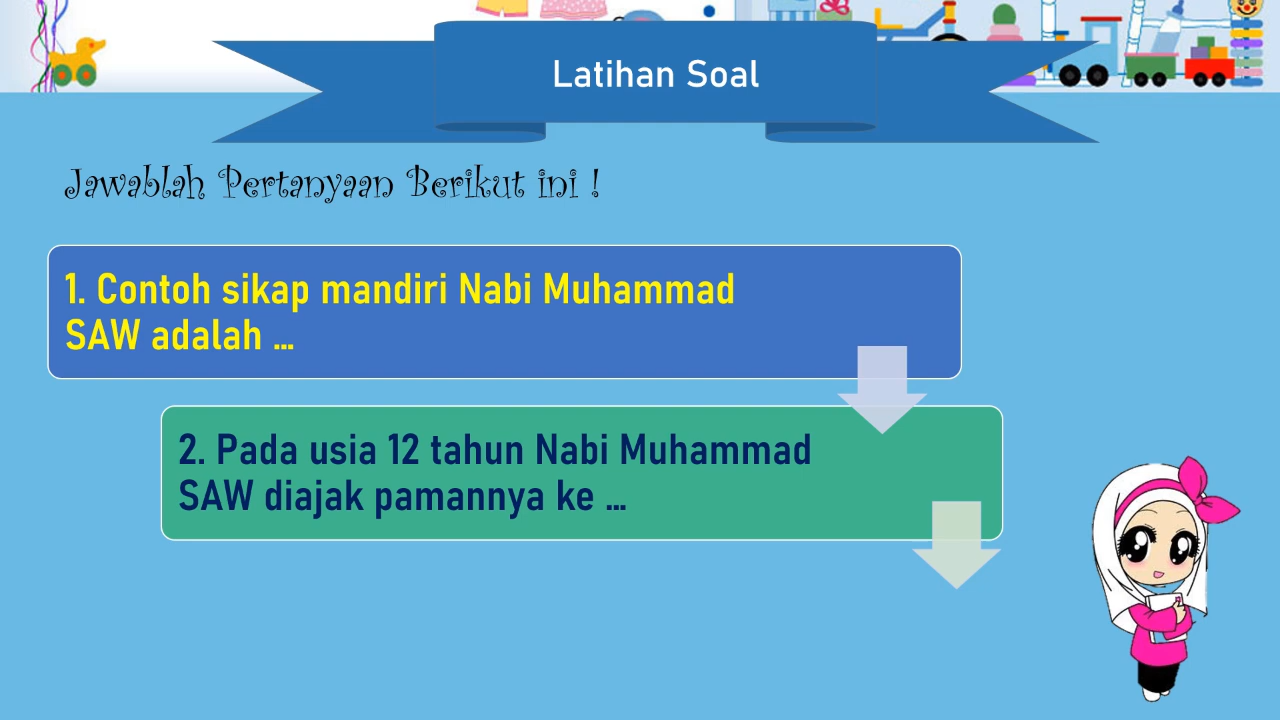 Latihan Soal
Jawablah Pertanyaan Berikut ini !
1. Contoh sikap mandiri Nabi Muhammad
SAW adalah ...
2. Pada usia 12 tahun Nabi Muhammad
SAW diajak pamannya ke ...